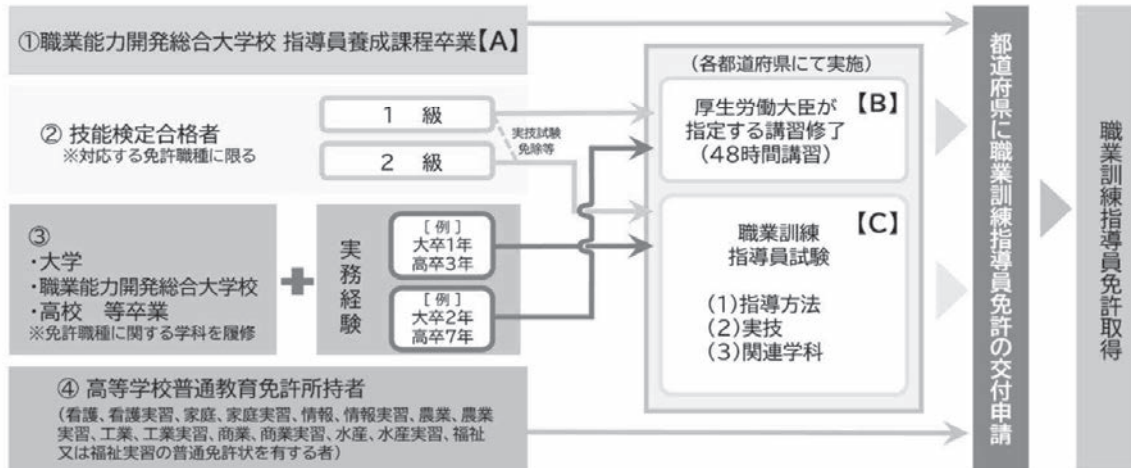 ①職業能力開発総合大学校 指導員養成課程卒業【A】
② 技能検定合格者
※対応する免許職種に限る
1 級
2 級
実技試験
免除等
③
・大学
・職業能力開発総合大学校
・高校 等卒業
※免許職種に関する学科を履修
実務経験
[ 例 ]
大卒1年
高卒3年
[ 例 ]
大卒2年
高卒7年
④ 高等学校普通教育免許所持者
(看護、看護実習、家庭、家庭実習、情報、情報実習、農業、農業
実習、工業、工業実習、商業、商業実習、水産、水産実習、福祉
又は福祉実習の普通免許状を有する者)
(各都道府県にて実施)
厚生労働大臣が 【B】
指定する講習修了
(48時間講習)
【C】
職業訓練
指導員試験
(1)指導方法
(2)実技
(3)関連学科
都道府県に職業訓練指導員免許の交付申請
職業訓練指導員免許取得